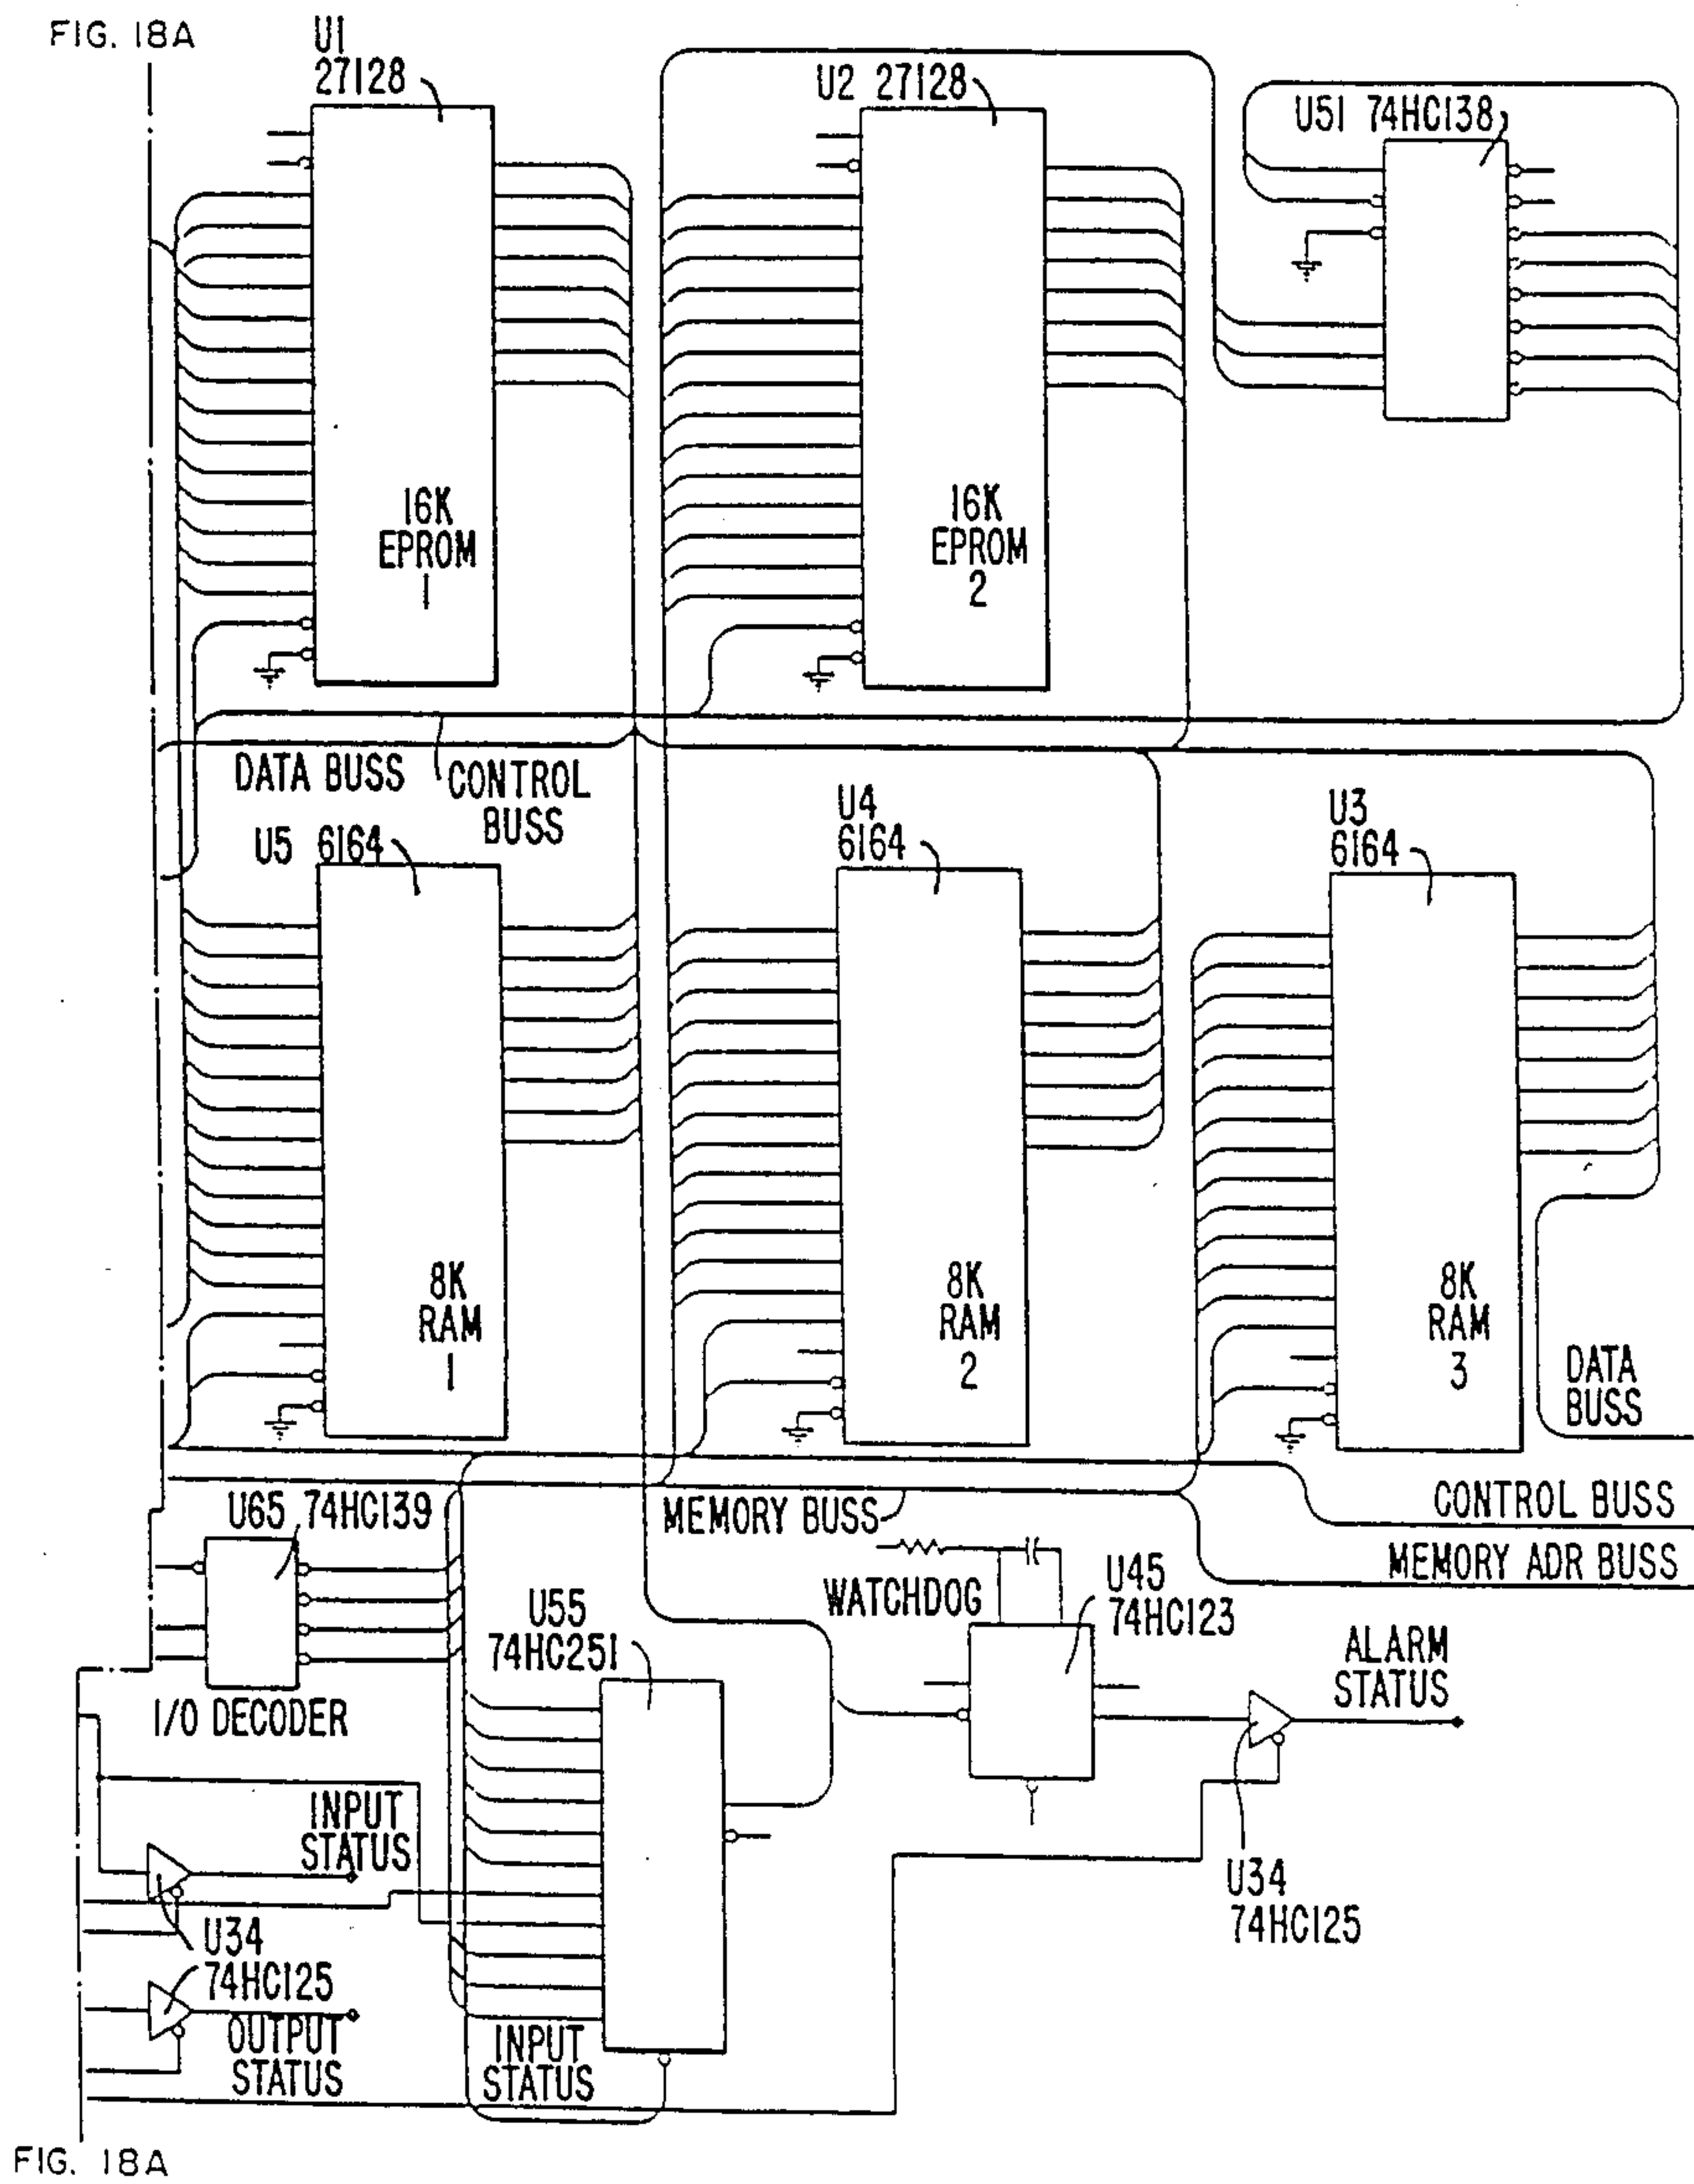 FIG. 18A
U1
27128
U2 27128
U51 74HC138
16K
EPROM
1
16K
EPROM
2
DATA BUSS
CONTROL
BUSS
U5 6164
U4
6164
U3
6164
8K
RAM
1
8K
RAM
2
8K
RAM
3
DATA
BUSS
CONTROL BUSS
MEMORY BUSS
MEMORY ADR BUSS
U65 74HC139
I/O DECODER
U55
74HC251
WATCHDOG
U45
74HC123
ALARM
STATUS
INPUT
STATUS
U34
74HC125
U34
74HC125
OUTPUT
STATUS
INPUT
STATUS
FIG. 18A